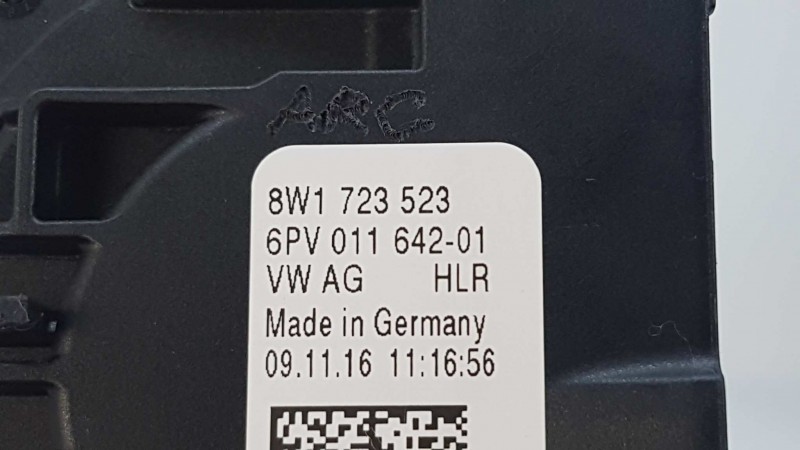 ARC
8W1 723 523
6PV 011 642-01
VW AG HLR
Made in Germany
09.11.16 11:16:56